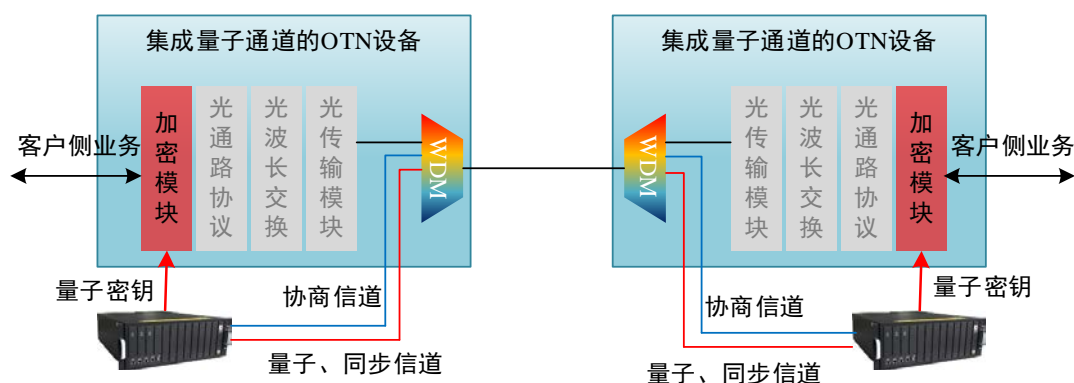 集成量子通道的OTN设备
集成量子通道的OTN设备
客户侧业务
加密模块
光通路协议
光波长交换
光传输模块
WDM
WDM
光传输模块
光波长交换
光通路协议
加密模块
客户侧业务
量子密钥
协商信道
量子、同步信道
协商信道
量子密钥
量子、同步信道